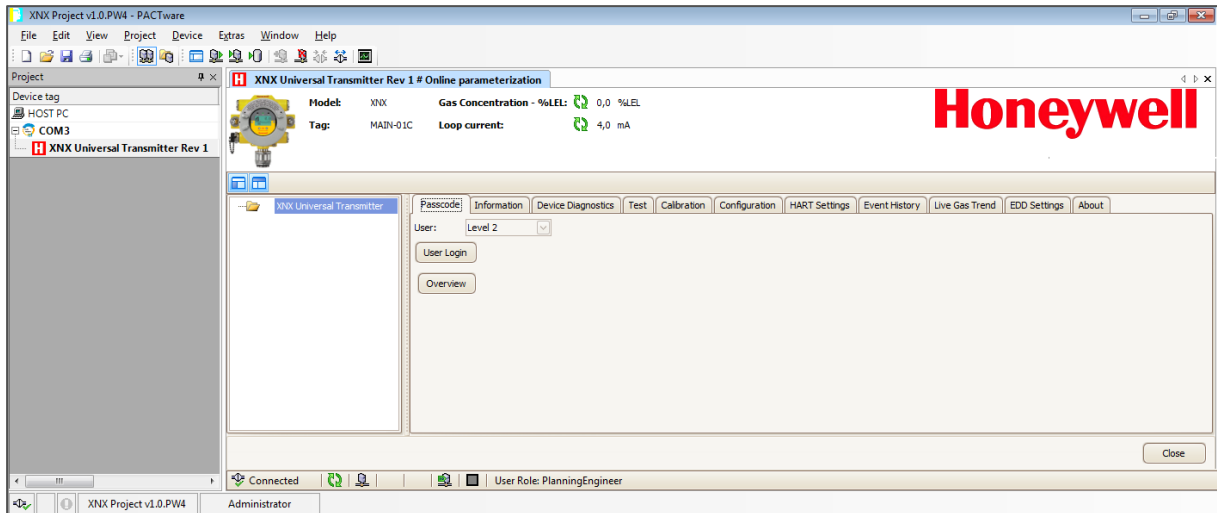 XNX Project v1.0.PW4 - PACTware
File Edit View Project Device Extras Window Help
Project
Device tag
HOST PC
COM3
H XNX Universal Transmitter Rev 1
H XNX Universal Transmitter Rev 1 # Online parameterization
Model: XNX Gas Concentration - %LEL: 0,0 %LEL
Tag: MAIN-01C Loop current: 4,0 mA
Honeywell
XNX Universal Transmitter
Passcode Information Device Diagnostics Test Calibration Configuration HART Settings Event History Live Gas Trend EDD Settings About
User: Level 2
User Login
Overview
Close
Connected User Role: PlanningEngineer
XNX Project v1.0.PW4 Administrator